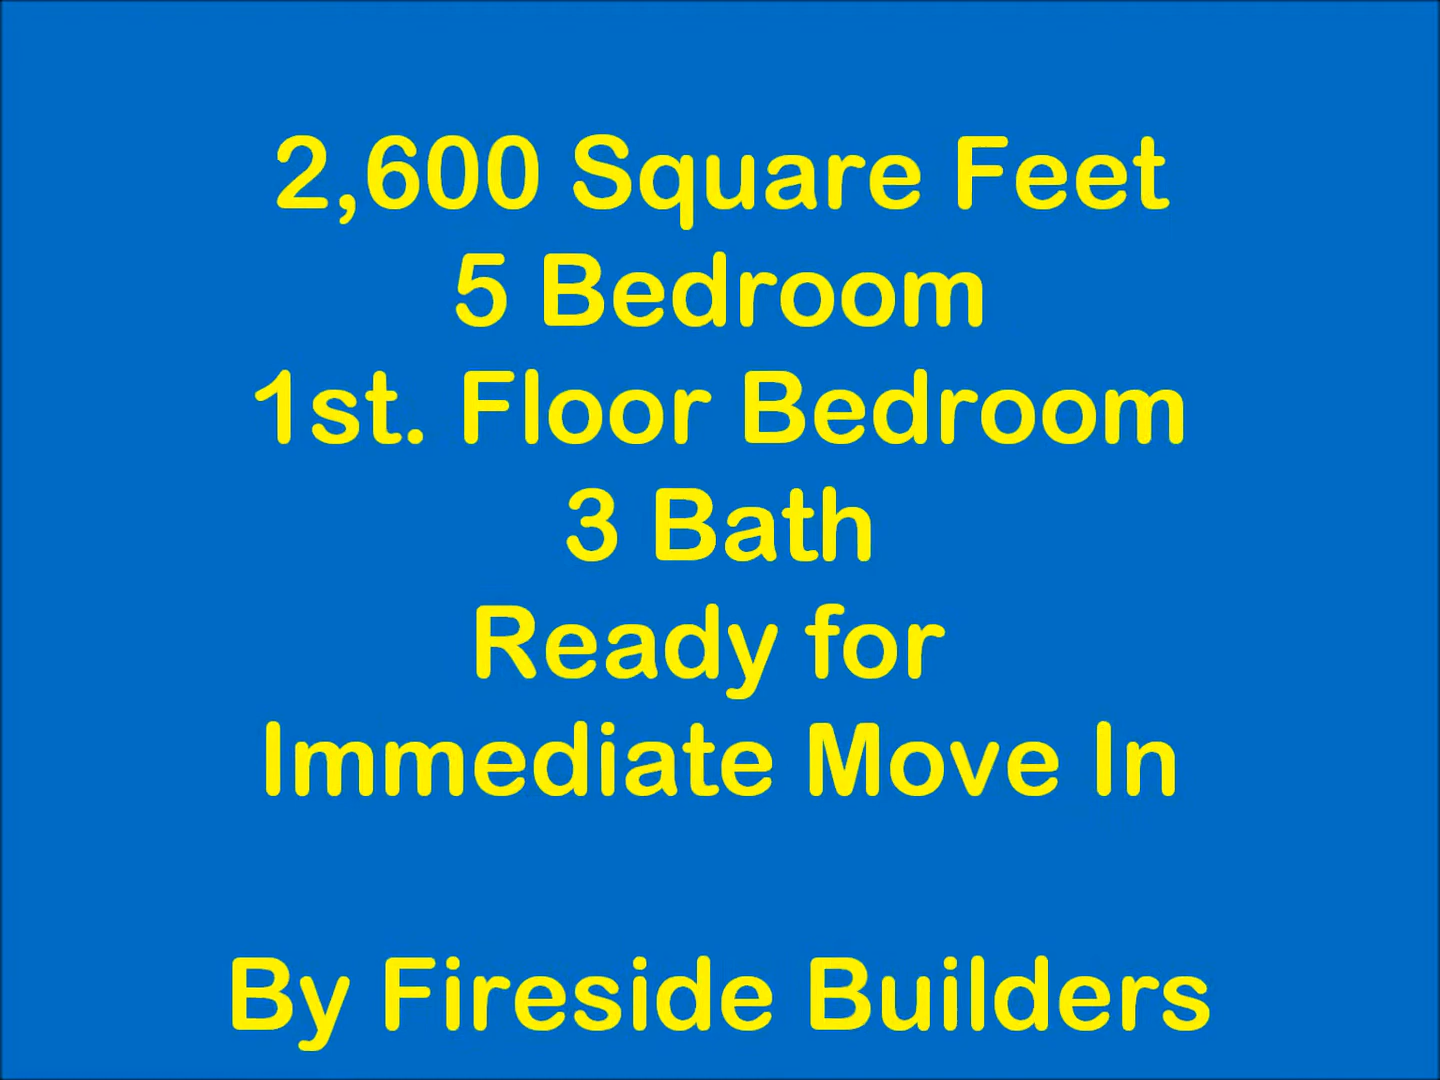 2,600 Square Feet
5 Bedroom
1st. Floor Bedroom
3 Bath
Ready for
Immediate Move In
By Fireside Builders